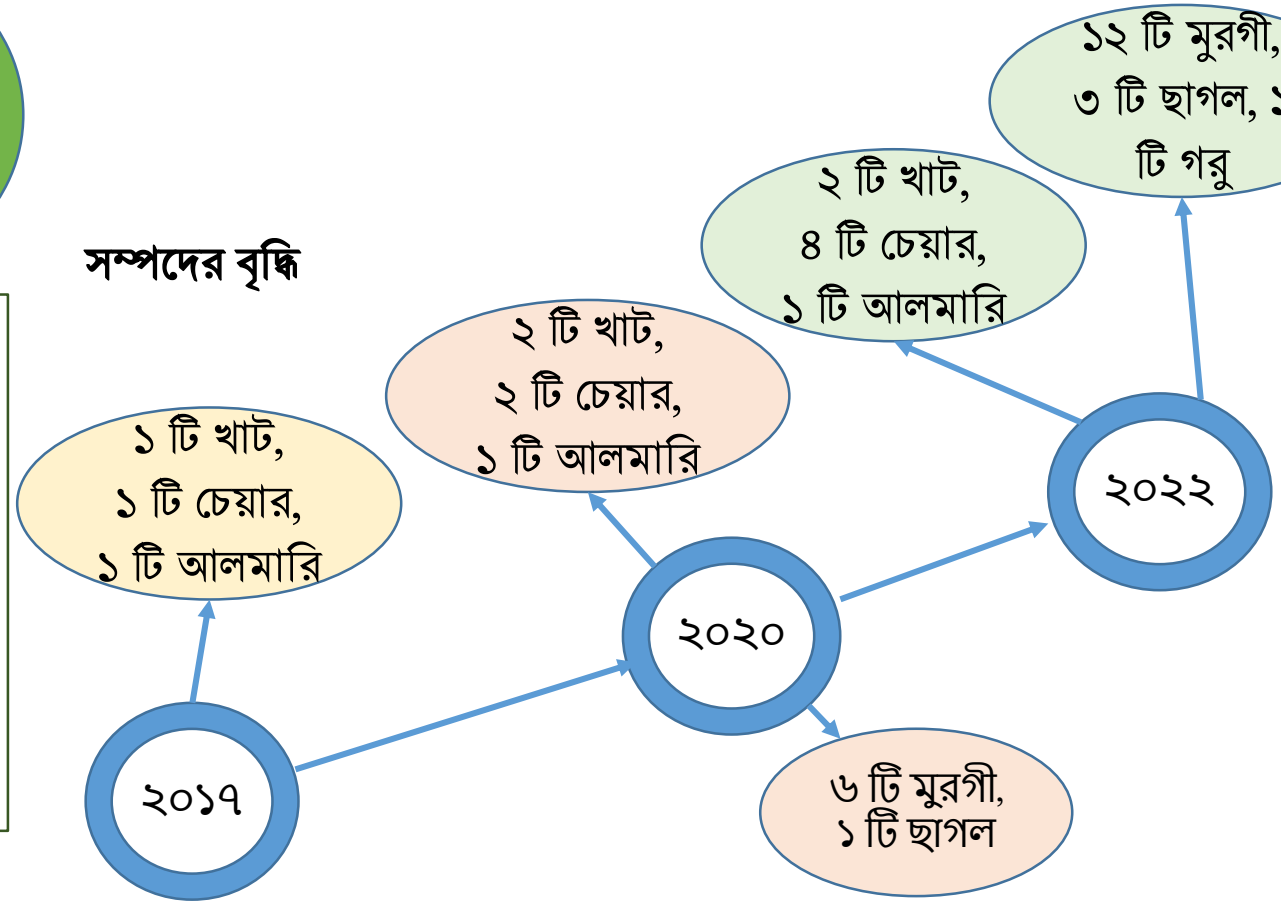 সম্পদের বৃদ্ধি
১২ টি মুরগী,
৩ টি ছাগল, ১
টি গরু
২ টি খাট,
৪ টি চেয়ার,
১ টি আলমারি
২ টি খাট,
২ টি চেয়ার,
১ টি আলমারি
১ টি খাট,
১ টি চেয়ার,
১ টি আলমারি
২০২২
২০২০
২০১৭
৬ টি মুরগী,
১ টি ছাগল